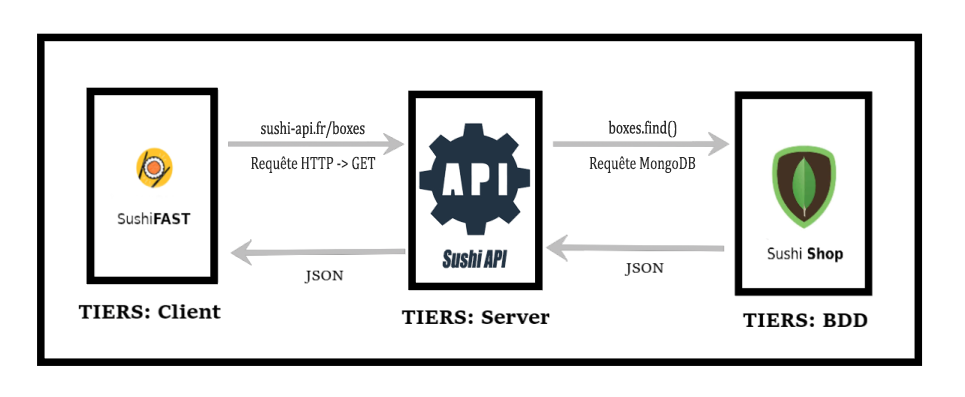 sushi-api.fr/boxes
Requête HTTP -> GET
boxes.find()
Requête MongoDB
SushiFAST
API
Sushi API
Sushi Shop
JSON
JSON
TIERS: Client
TIERS: Server
TIERS: BDD